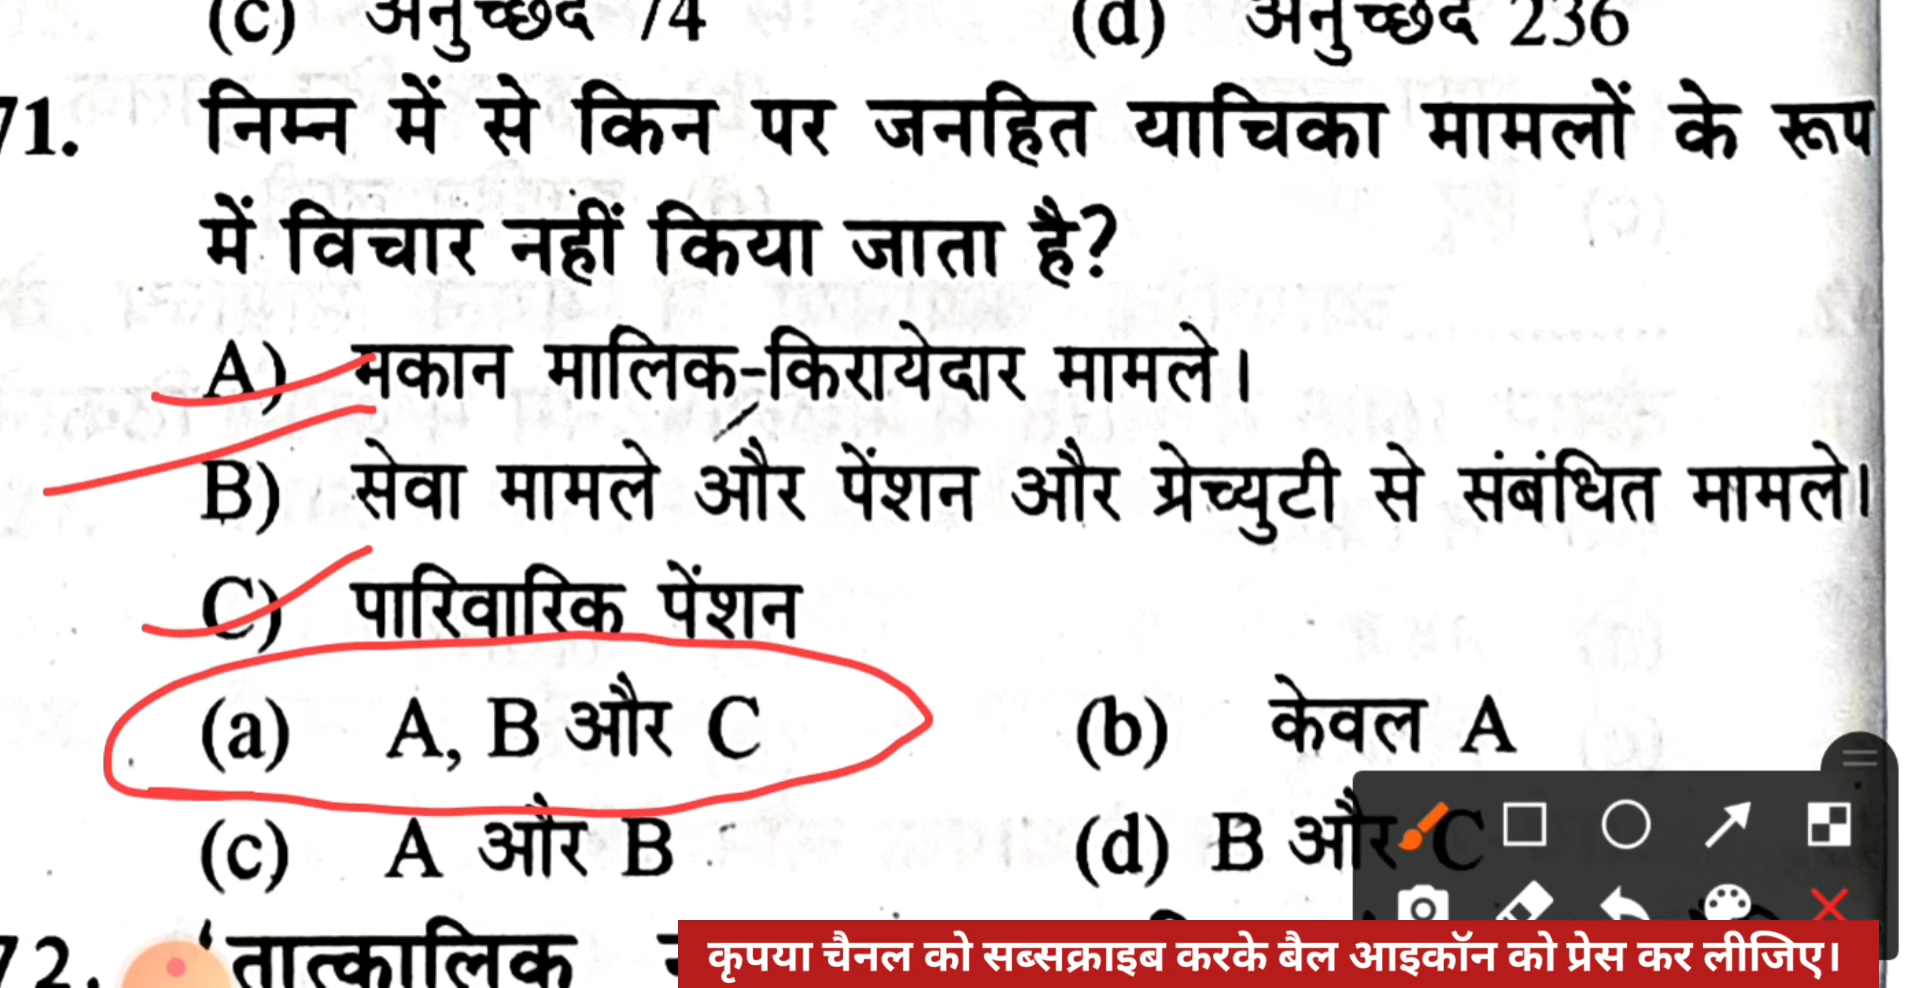 (c) अनुच्छेद 74 (d) अनुच्छेद 236
71. निम्न में से किन पर जनहित याचिका मामलों के रूप
में विचार नहीं किया जाता है?
A) मकान मालिक-किरायेदार मामले।
B) सेवा मामले और पेंशन और ग्रेच्युटी से संबंधित मामले।
C) पारिवारिक पेंशन
(a) A, B और C (b) केवल A
(c) A और B (d) B और C
72. 'तात्कालिक
कृपया चैनल को सब्सक्राइब करके बैल आइकॉन को प्रेस कर लीजिए।